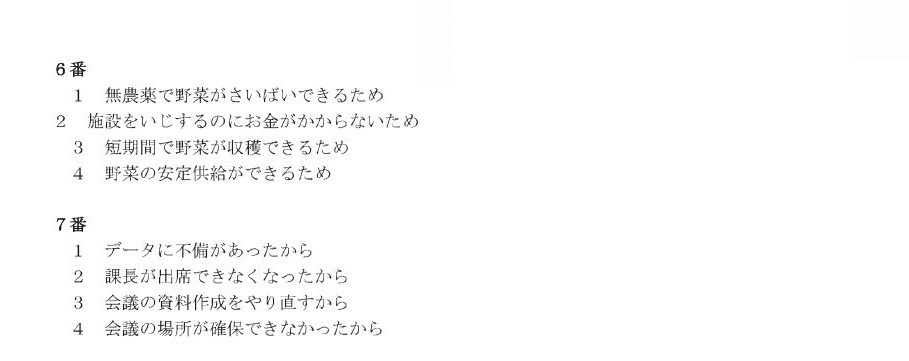 6番
1 無農薬で野菜がさいばいできるため
2 施設をいじするのにお金がかからないため
3 短期間で野菜が収穫できるため
4 野菜の安定供給ができるため
7番
1 データに不備があったから
2 課長が出席できなくなったから
3 会議の資料作成をやり直すから
4 会議の場所が確保できなかったから